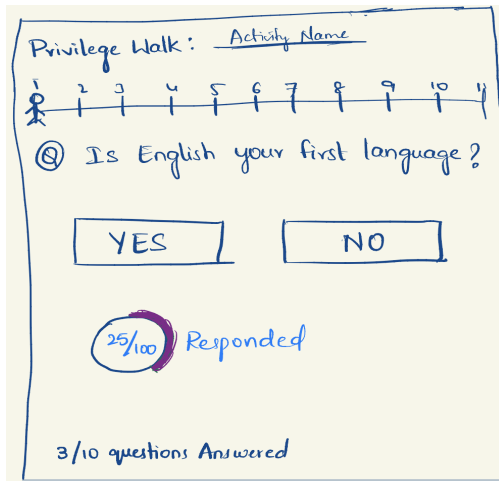 Privilege Walk: Activity Name
1 2 3 4 5 6 7 8 9 10 11
Q Is English your first language?
YES NO
25/100 Responded
3/10 questions Answered